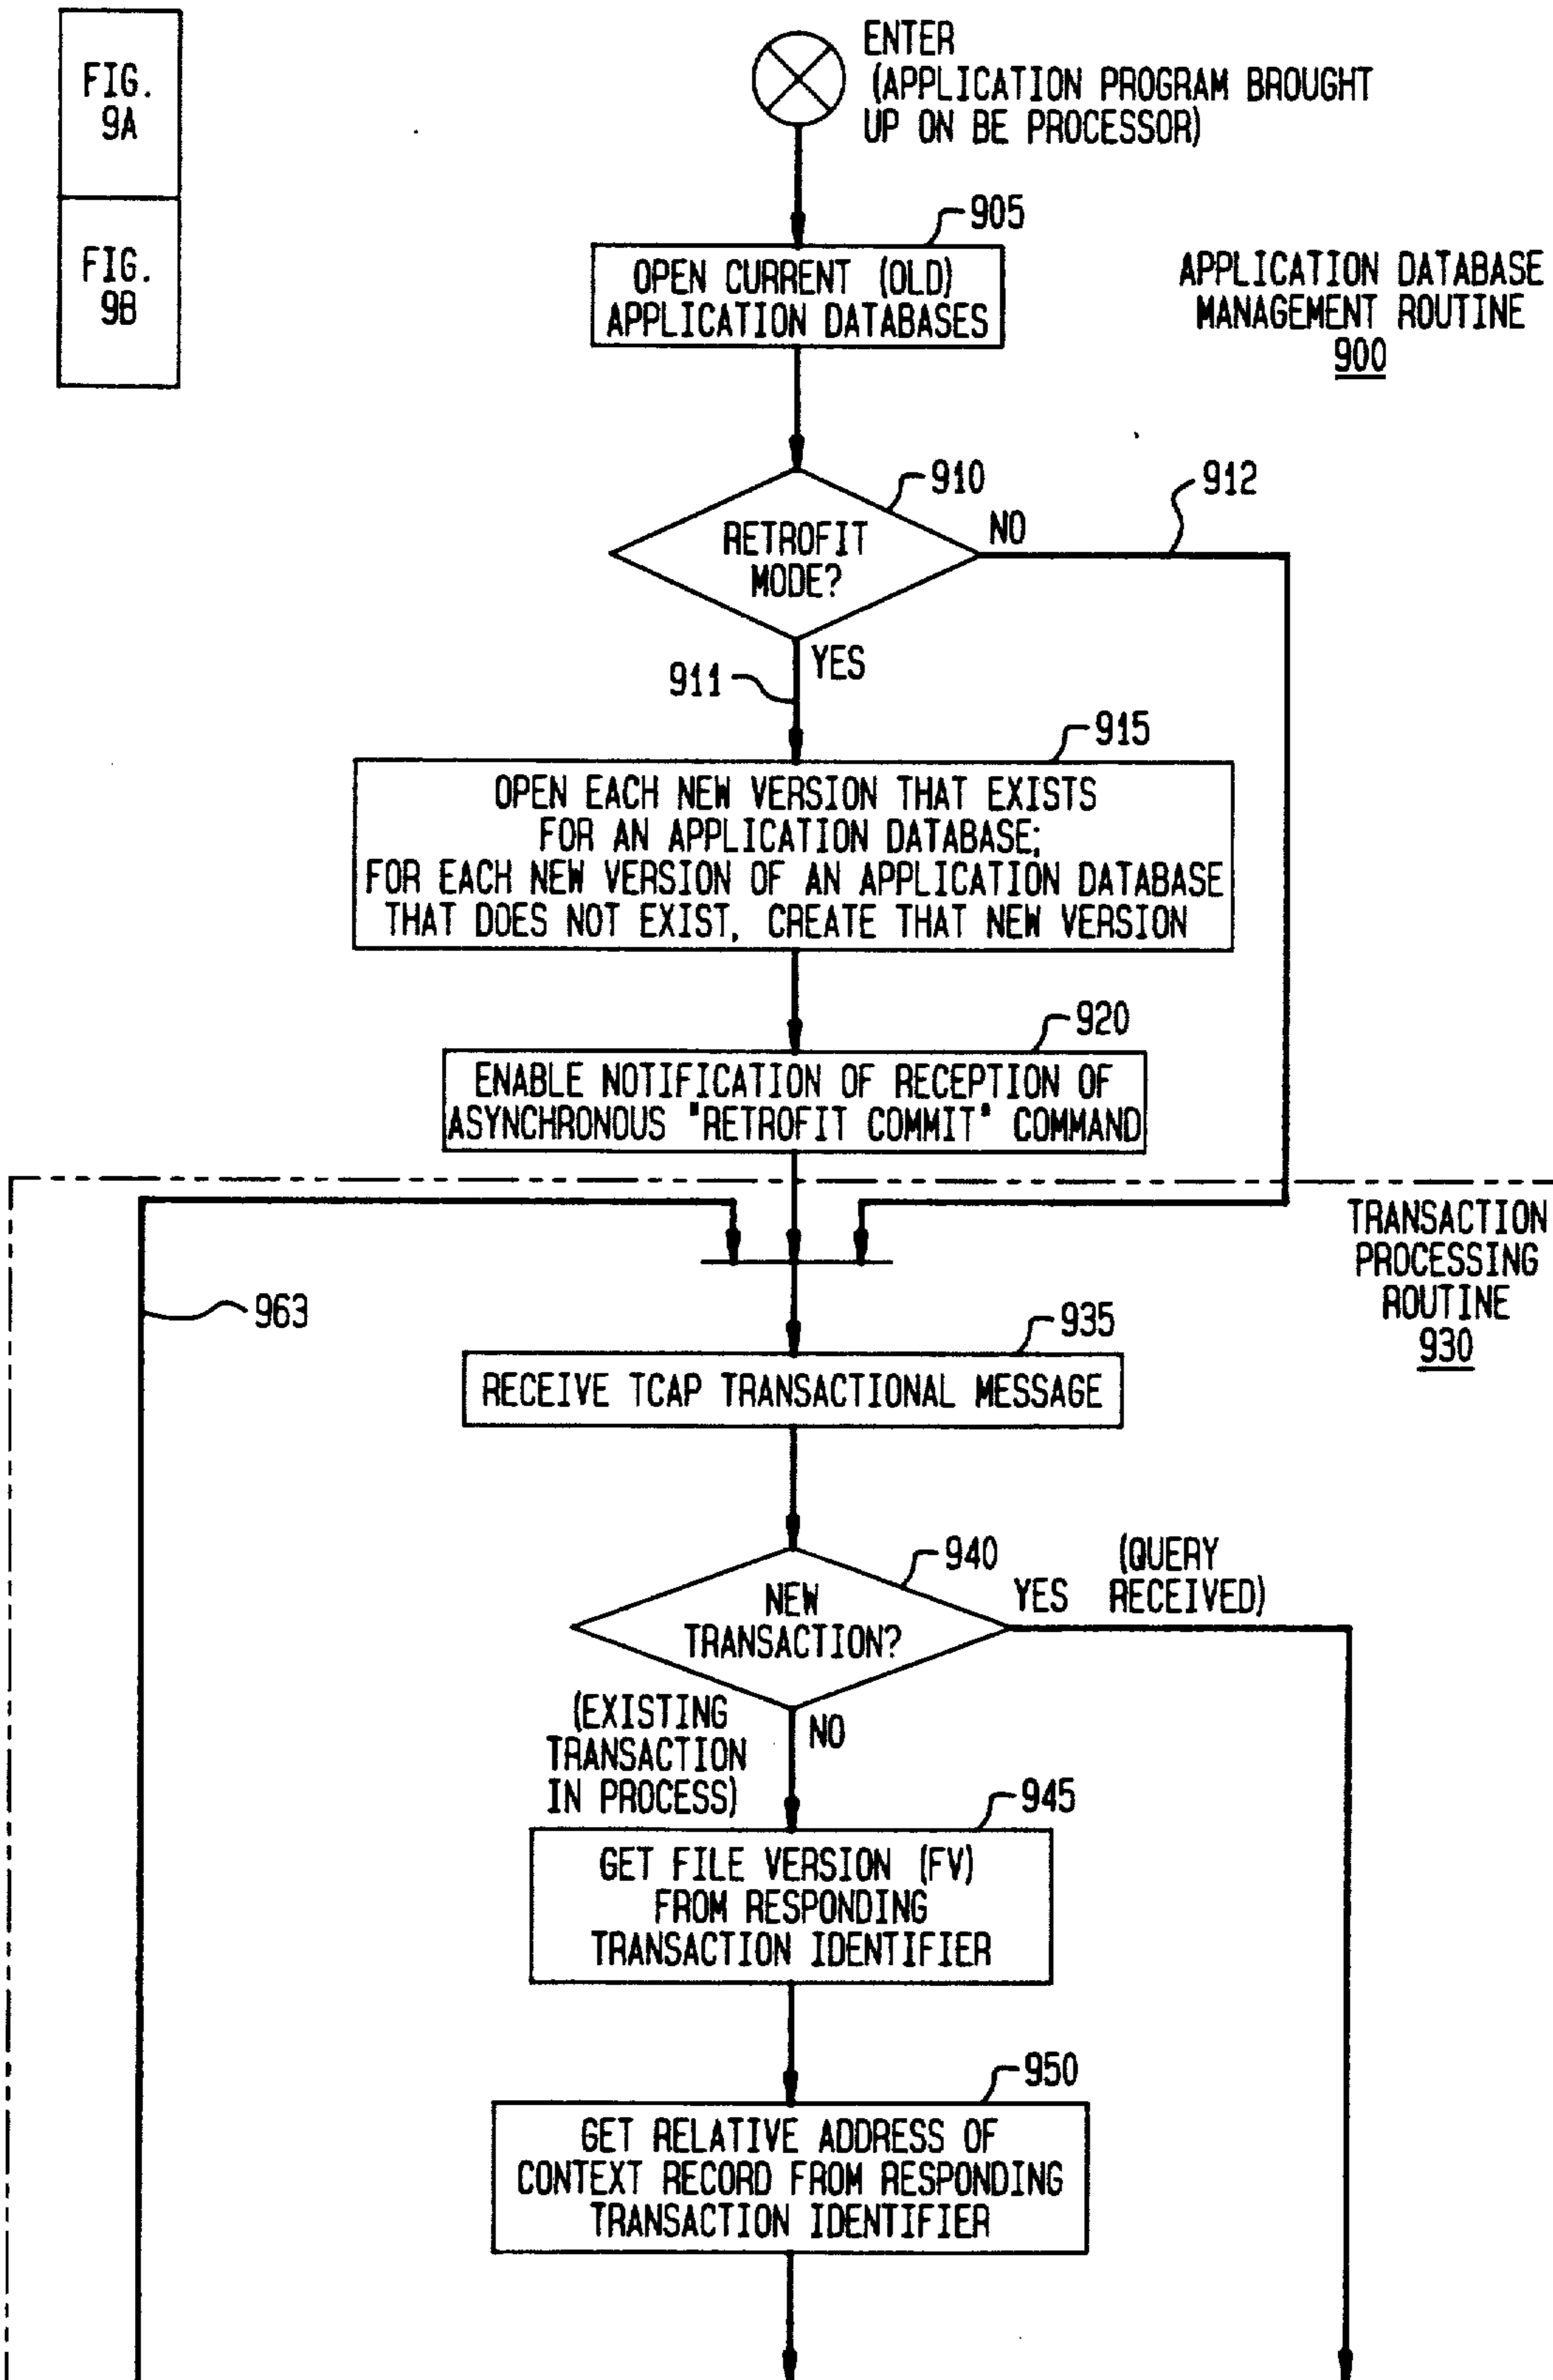 FIG.
9A
FIG.
9B
ENTER
(APPLICATION PROGRAM BROUGHT
UP ON BE PROCESSOR)
905
OPEN CURRENT (OLD)
APPLICATION DATABASES
APPLICATION DATABASE
MANAGEMENT ROUTINE
900
910
912
RETROFIT
MODE?
NO
YES
911
915
OPEN EACH NEW VERSION THAT EXISTS
FOR AN APPLICATION DATABASE;
FOR EACH NEW VERSION OF AN APPLICATION DATABASE
THAT DOES NOT EXIST, CREATE THAT NEW VERSION
920
ENABLE NOTIFICATION OF RECEPTION OF
ASYNCHRONOUS "RETROFIT COMMIT" COMMAND
TRANSACTION
PROCESSING
ROUTINE
930
963
935
RECEIVE TCAP TRANSACTIONAL MESSAGE
940
NEW
TRANSACTION?
YES (QUERY
RECEIVED)
(EXISTING
TRANSACTION
IN PROCESS)
NO
945
GET FILE VERSION (FV)
FROM RESPONDING
TRANSACTION IDENTIFIER
950
GET RELATIVE ADDRESS OF
CONTEXT RECORD FROM RESPONDING
TRANSACTION IDENTIFIER